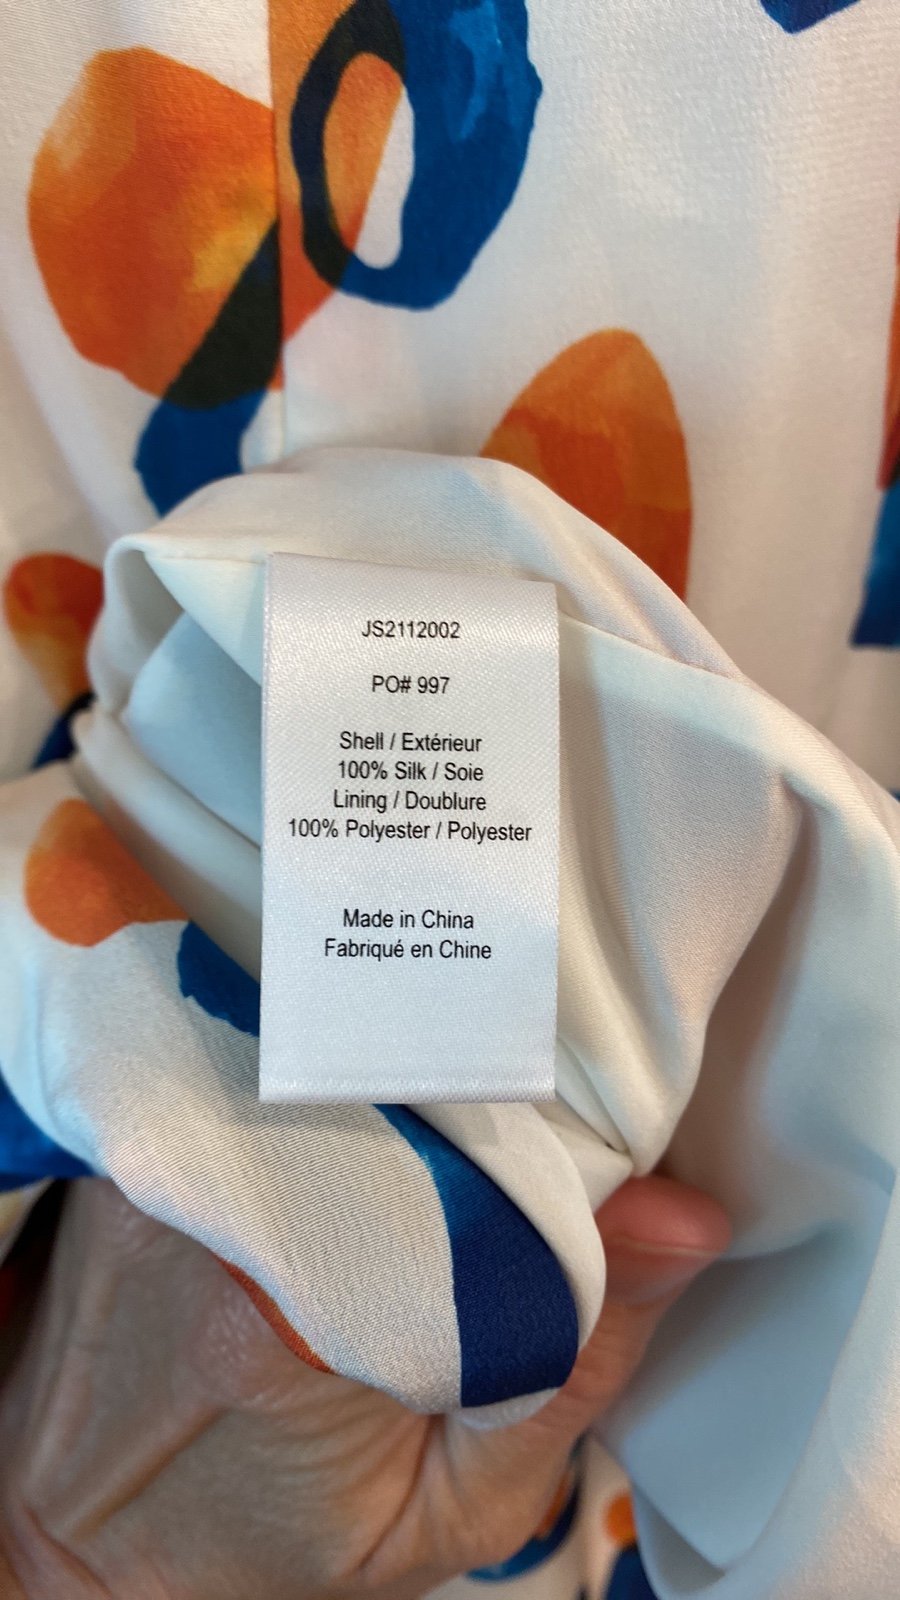 JS2112002
PO# 997
Shell / Extérieur
100% Silk / Soie
Lining / Doublure
100% Polyester / Polyester
Made in China
Fabriqué en Chine